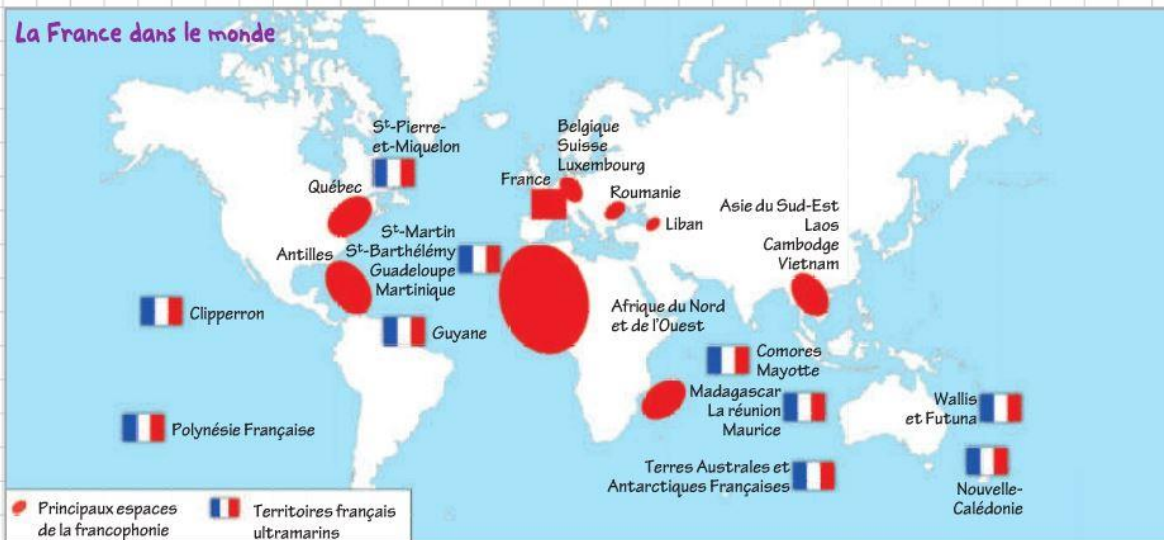 La France dans le monde
St-Pierre-
et-Miquelon
Belgique
Suisse
Luxembourg
France
Québec
Roumanie
Liban
Asie du Sud-Est
Laos
Cambodge
Vietnam
Antilles
St-Martin
St-Barthélémy
Guadeloupe
Martinique
Clipperron
Guyane
Afrique du Nord
et de l'Ouest
Comores
Mayotte
Madagascar
La réunion
Maurice
Wallis
et Futuna
Polynésie Française
Terres Australes et
Antarctiques Françaises
Nouvelle-
Calédonie
Principaux espaces
de la francophonie
Territoires français
ultramarins